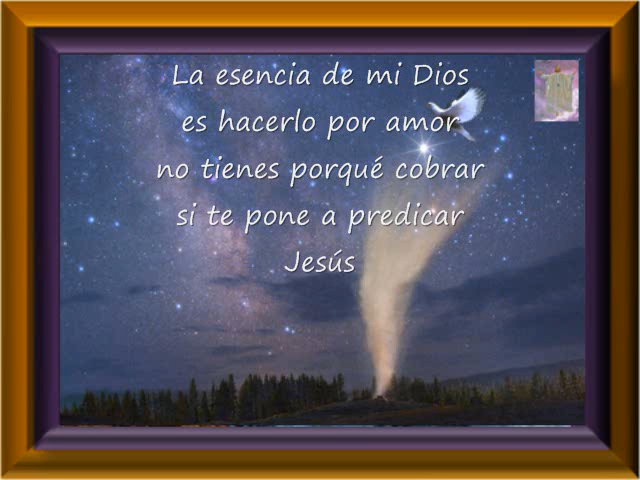 La esencia de mi Dios
es hacerlo por amor
no tienes porqué cobrar
si te pone a predicar
Jesús